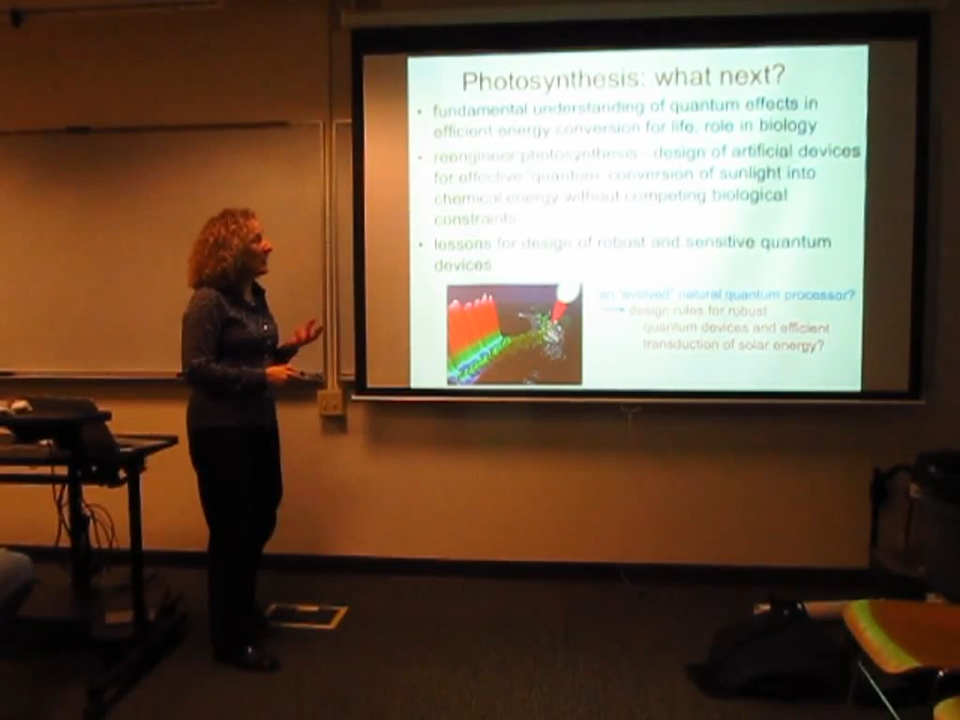 Photosynthesis: what next?
• fundamental understanding of quantum effects in
efficient energy conversion for life, role in biology
• reengineer photosynthesis - design of artificial devices
for effective quantum conversion of sunlight into
chemical energy without competing biological
constraints
• lessons for design of robust and sensitive quantum
devices
an "evolved" natural quantum processor?
→ design rules for robust
quantum devices and efficient
transduction of solar energy?